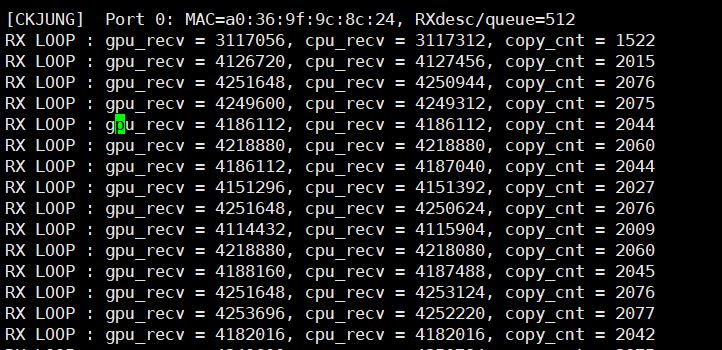 [CKJUNG]  Port 0: MAC=a0:36:9f:9c:8c:24, RXdesc/queue=512
RX LOOP : gpu_recv = 3117056, cpu_recv = 3117312, copy_cnt = 1522
RX LOOP : gpu_recv = 4126720, cpu_recv = 4127456, copy_cnt = 2015
RX LOOP : gpu_recv = 4251648, cpu_recv = 4250944, copy_cnt = 2076
RX LOOP : gpu_recv = 4249600, cpu_recv = 4249312, copy_cnt = 2075
RX LOOP : gpu_recv = 4186112, cpu_recv = 4186112, copy_cnt = 2044
RX LOOP : gpu_recv = 4218880, cpu_recv = 4218880, copy_cnt = 2060
RX LOOP : gpu_recv = 4186112, cpu_recv = 4187040, copy_cnt = 2044
RX LOOP : gpu_recv = 4151296, cpu_recv = 4151392, copy_cnt = 2027
RX LOOP : gpu_recv = 4251648, cpu_recv = 4250624, copy_cnt = 2076
RX LOOP : gpu_recv = 4114432, cpu_recv = 4115904, copy_cnt = 2009
RX LOOP : gpu_recv = 4218880, cpu_recv = 4218080, copy_cnt = 2060
RX LOOP : gpu_recv = 4188160, cpu_recv = 4187488, copy_cnt = 2045
RX LOOP : gpu_recv = 4251648, cpu_recv = 4253124, copy_cnt = 2076
RX LOOP : gpu_recv = 4253696, cpu_recv = 4252220, copy_cnt = 2077
RX LOOP : gpu_recv = 4182016, cpu_recv = 4182016, copy_cnt = 2042